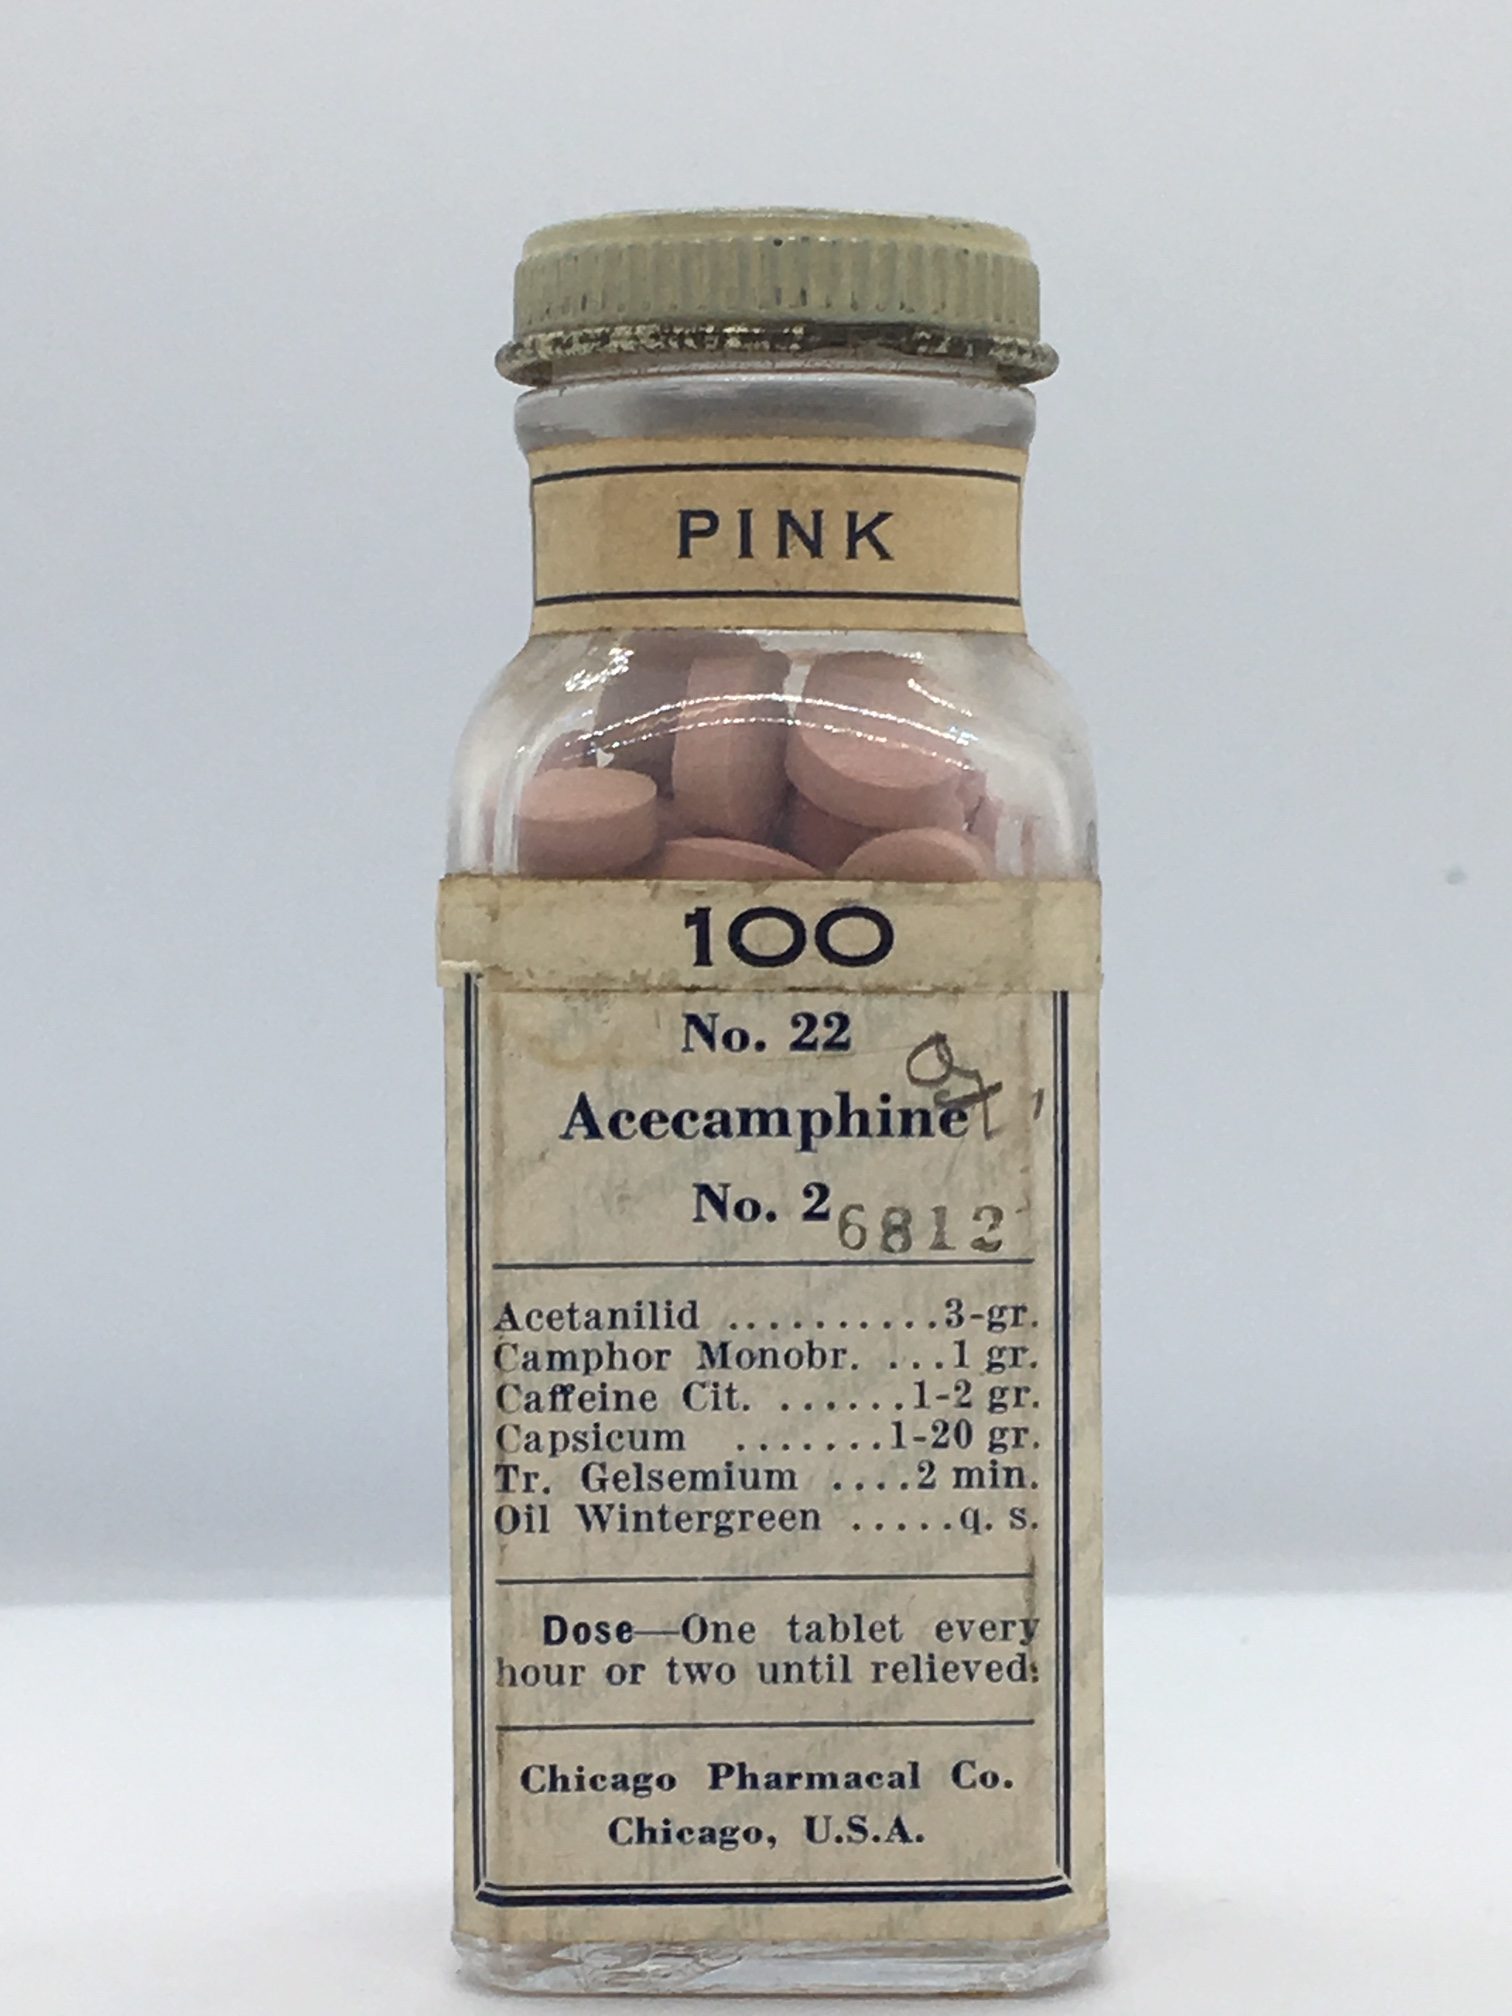 PINK
100
No. 22
Acecamphine
No. 2
6812
Acetanilid ..........3-gr.
Camphor Monobr. ...1 gr.
Caffeine Cit. ......1-2 gr.
Capsicum .......1-20 gr.
Tr. Gelsemium ....2 min.
Oil Wintergreen .....q. s.
Dose—One tablet every
hour or two until relieved.
Chicago Pharmacal Co.
Chicago, U.S.A.